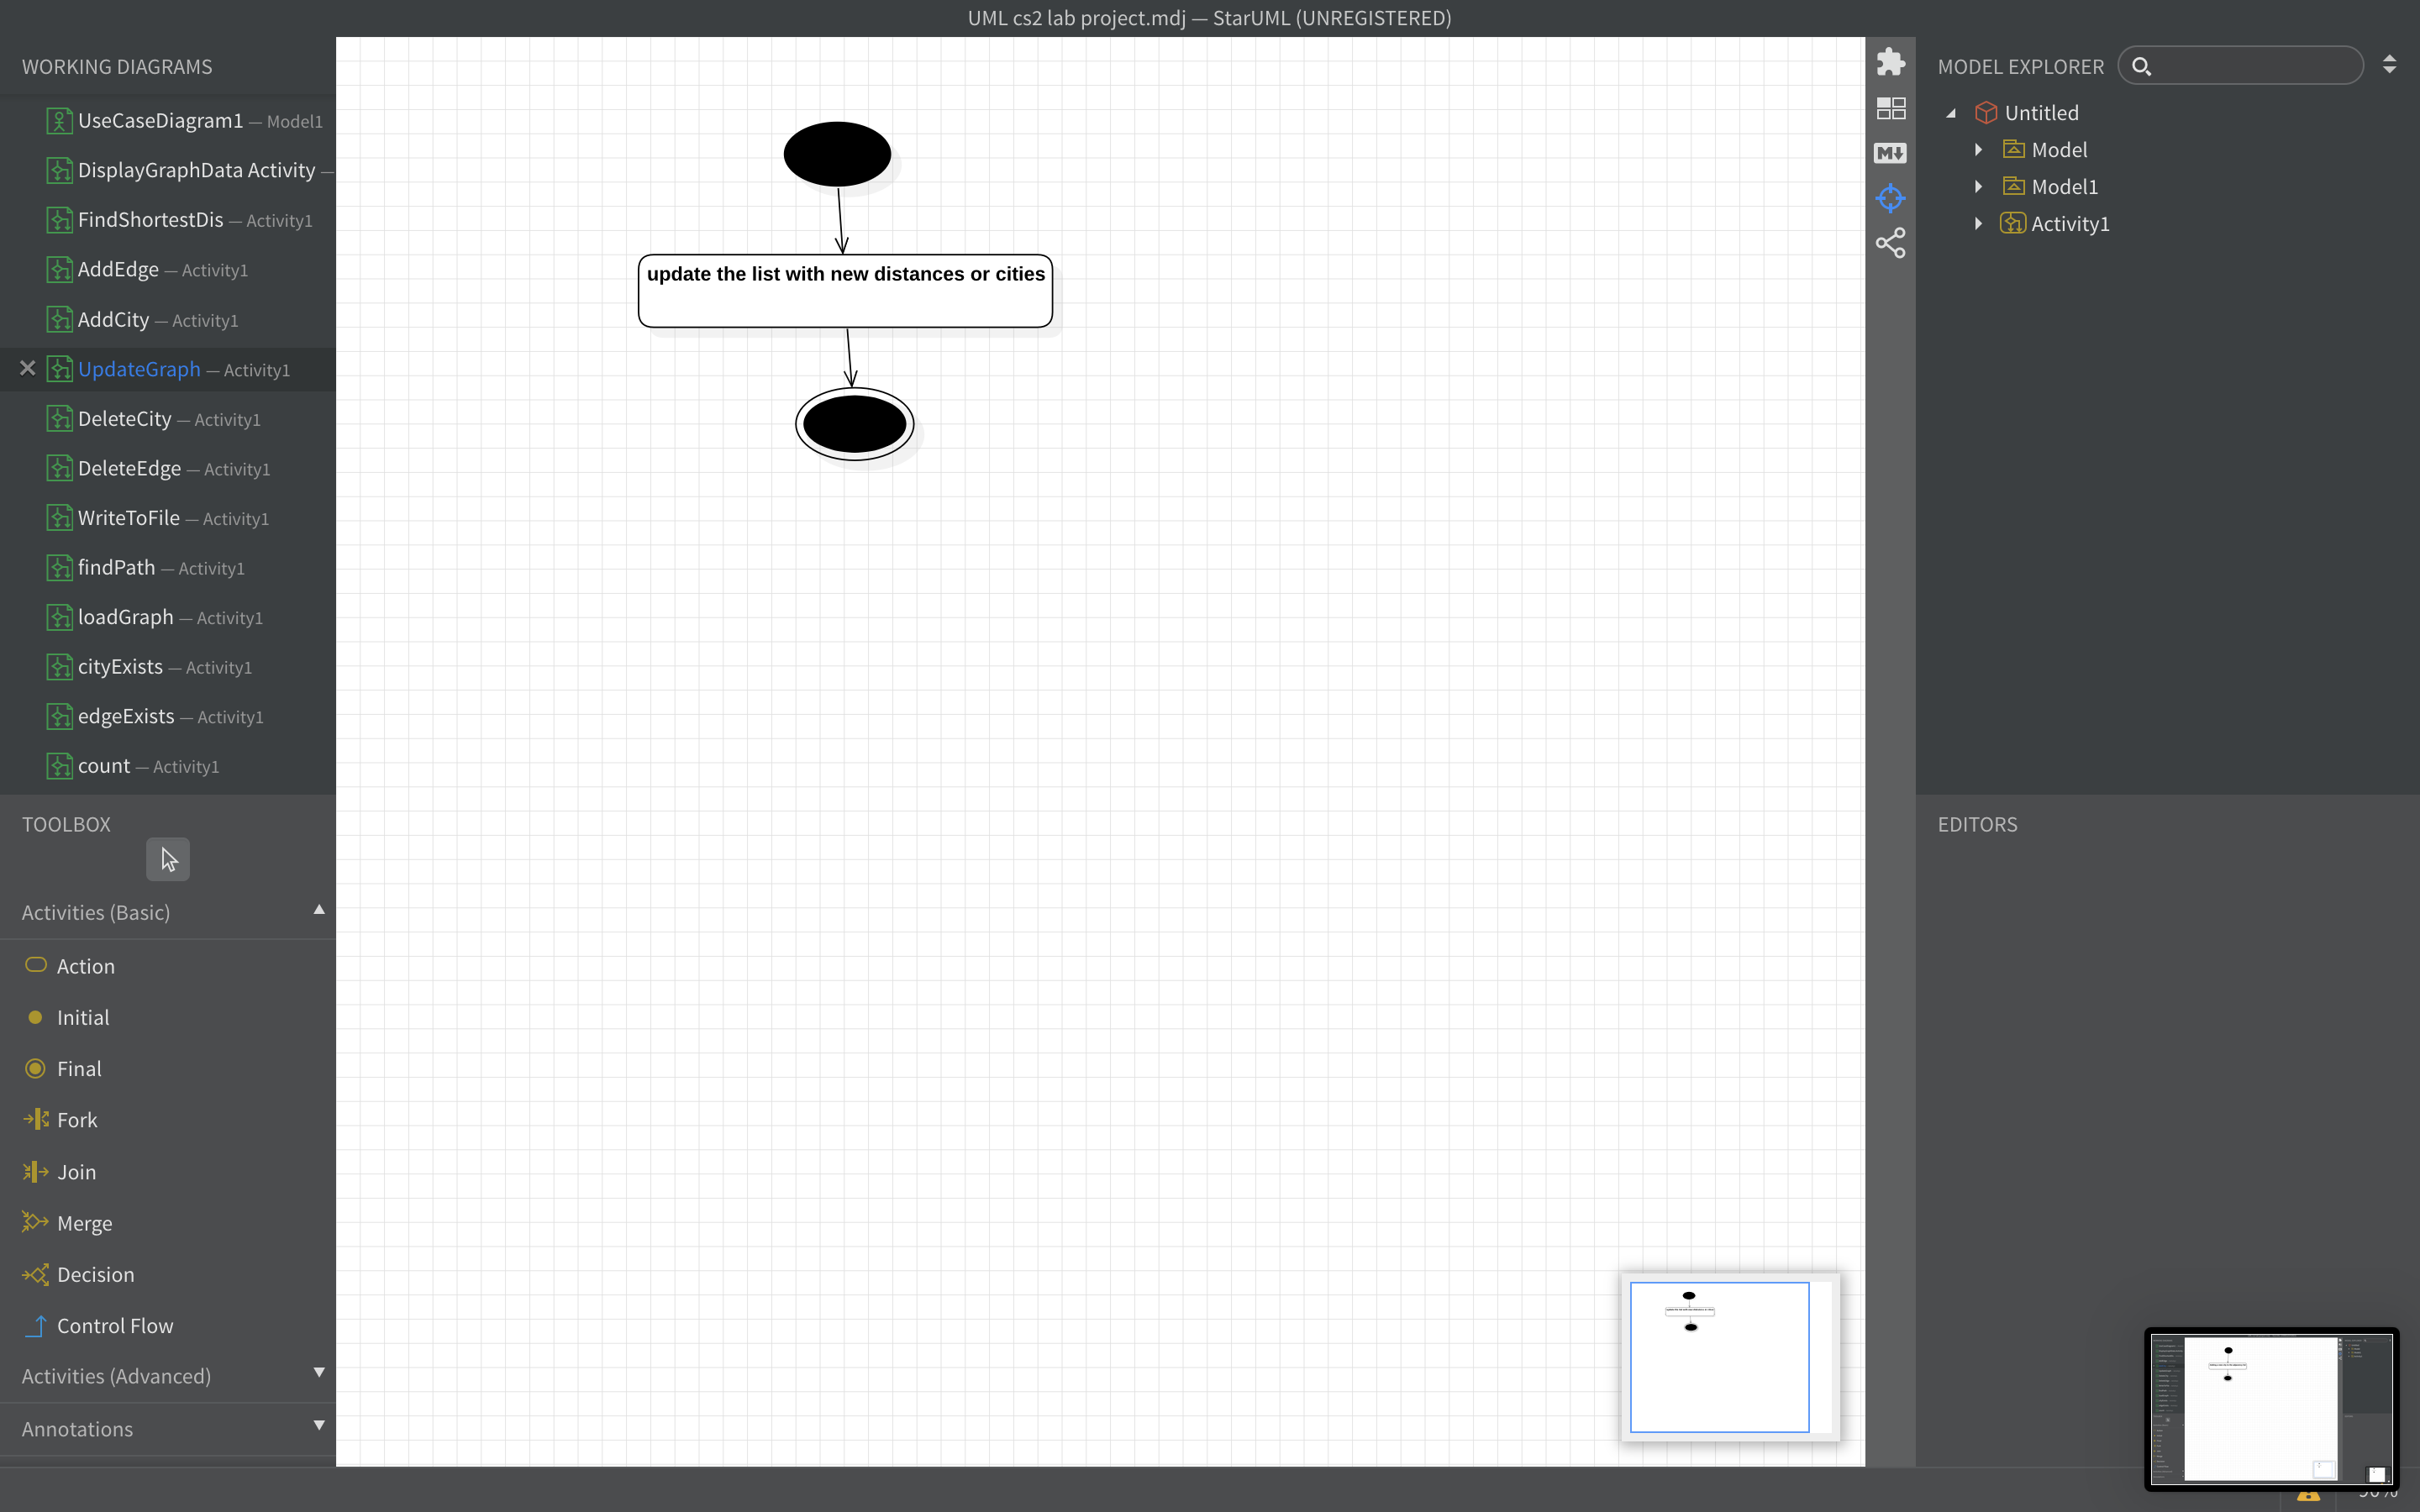 UML cs2 lab project.mdj — StarUML (UNREGISTERED)
WORKING DIAGRAMS
UseCaseDiagram1 — Model1
DisplayGraphData Activity —
FindShortestDis — Activity1
AddEdge — Activity1
AddCity — Activity1
UpdateGraph — Activity1
DeleteCity — Activity1
DeleteEdge — Activity1
WriteToFile — Activity1
findPath — Activity1
loadGraph — Activity1
cityExists — Activity1
edgeExists — Activity1
count — Activity1
TOOLBOX
Activities (Basic)
Action
Initial
Final
Fork
Join
Merge
Decision
Control Flow
Activities (Advanced)
Annotations
update the list with new distances or cities
M
MODEL EXPLORER
Untitled
Model
Model1
Activity1
EDITORS